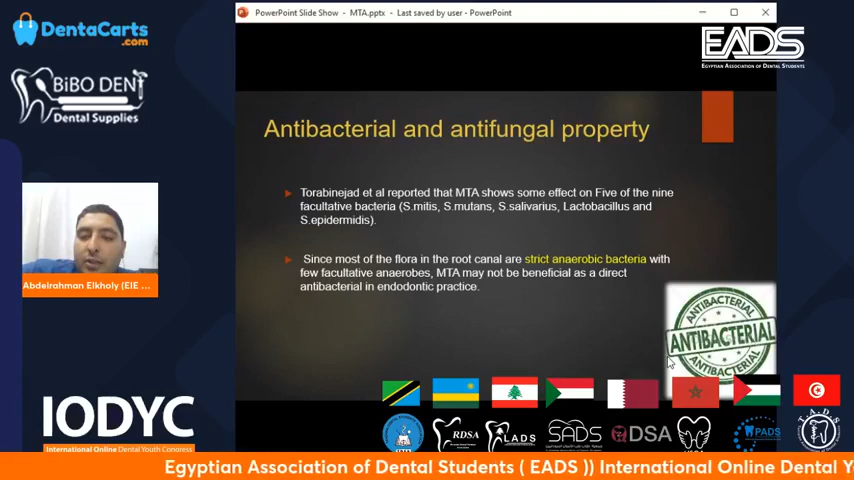 PowerPoint Slide Show - MTA.pptx - Last saved by user - PowerPoint
DentaCarts
.com
EADS
EGYPTIAN ASSOCIATION OF DENTAL STUDENTS
BiBO DENT
Dental Supplies
Antibacterial and antifungal property
Torabinejad et al reported that MTA shows some effect on Five of the nine
facultative bacteria (S.mitis, S.mutans, S.salivarius, Lactobacillus and
S.epidermidis).
Since most of the flora in the root canal are strict anaerobic bacteria with
few facultative anaerobes, MTA may not be beneficial as a direct
antibacterial in endodontic practice.
Abdelrahman Elkholy (EIE ...
ANTIBACTERIAL
ANTIBACTERIAL
ANTIBACTERIAL
IODYC
International Online Dental Youth Congress
RDSA
LADS
SADS
QDSA
PADS
Egyptian Association of Dental Students ( EADS )) International Online Dental Yo